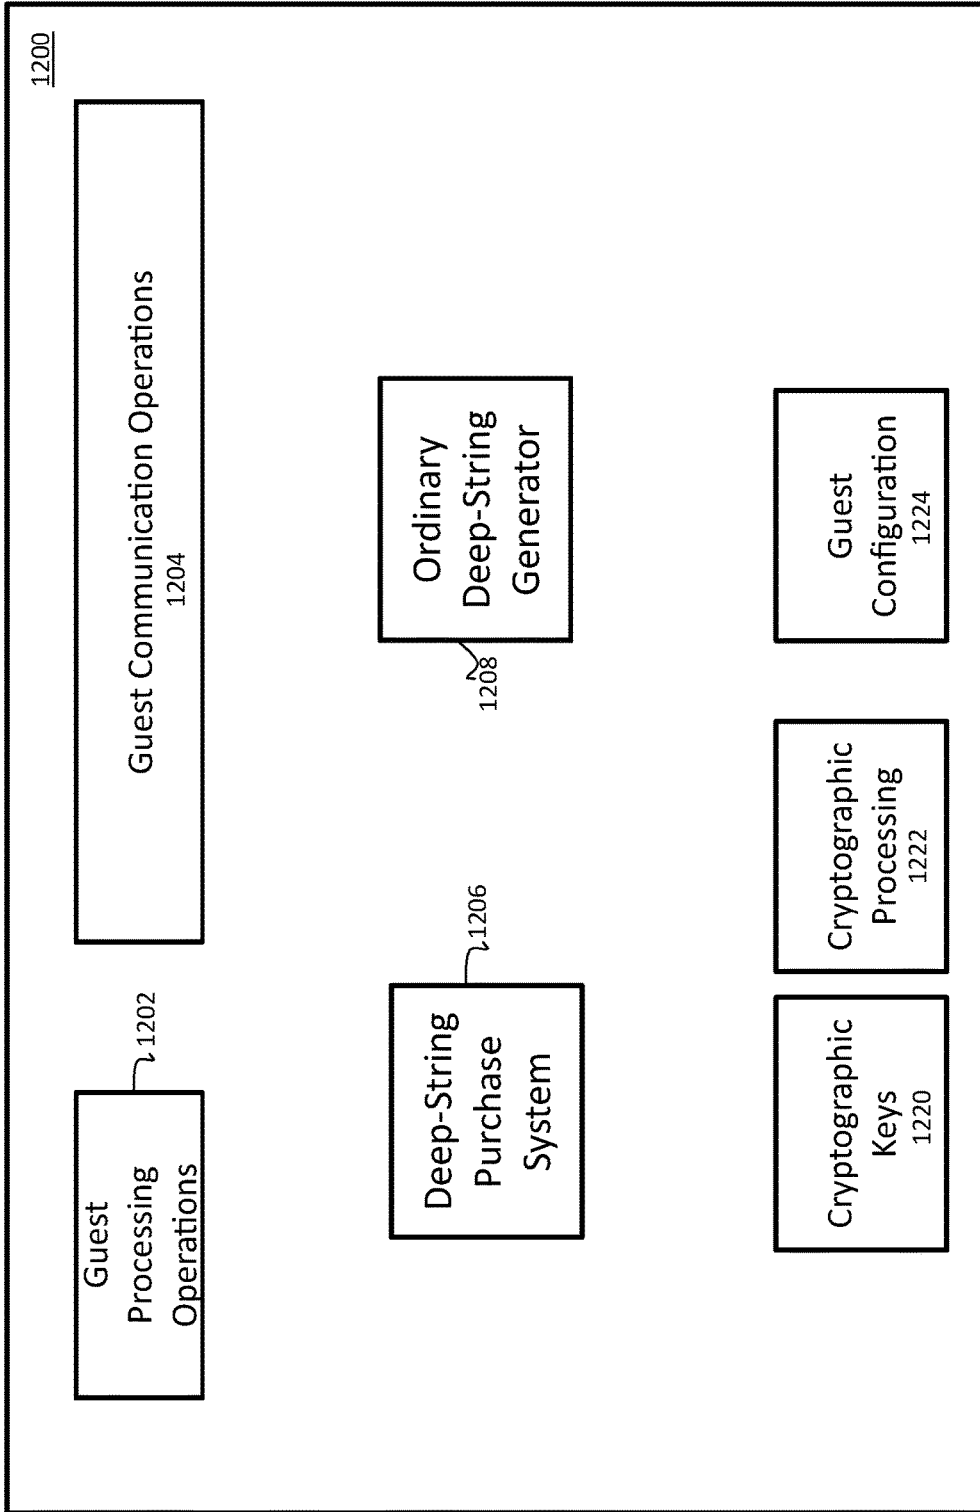 1200
Guest
Processing
Operations
1202
Guest Communication Operations
1204
Deep-String
Purchase
System
1206
Ordinary
Deep-String
Generator
1208
Cryptographic
Keys
1220
Cryptographic
Processing
1222
Guest
Configuration
1224